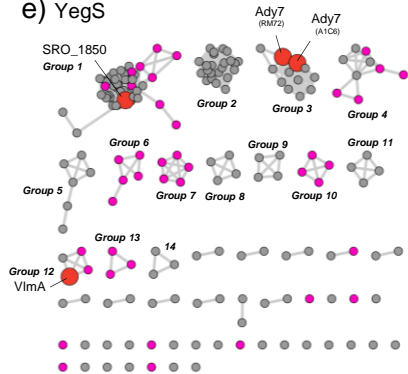 e) YegS
Ady7
(RM72)
Ady7
(A1C6)
SRO_1850
Group 1
Group 2
Group 3
Group 4
Group 5
Group 6
Group 7
Group 8
Group 9
Group 10
Group 11
Group 12
VlmA
Group 13
14